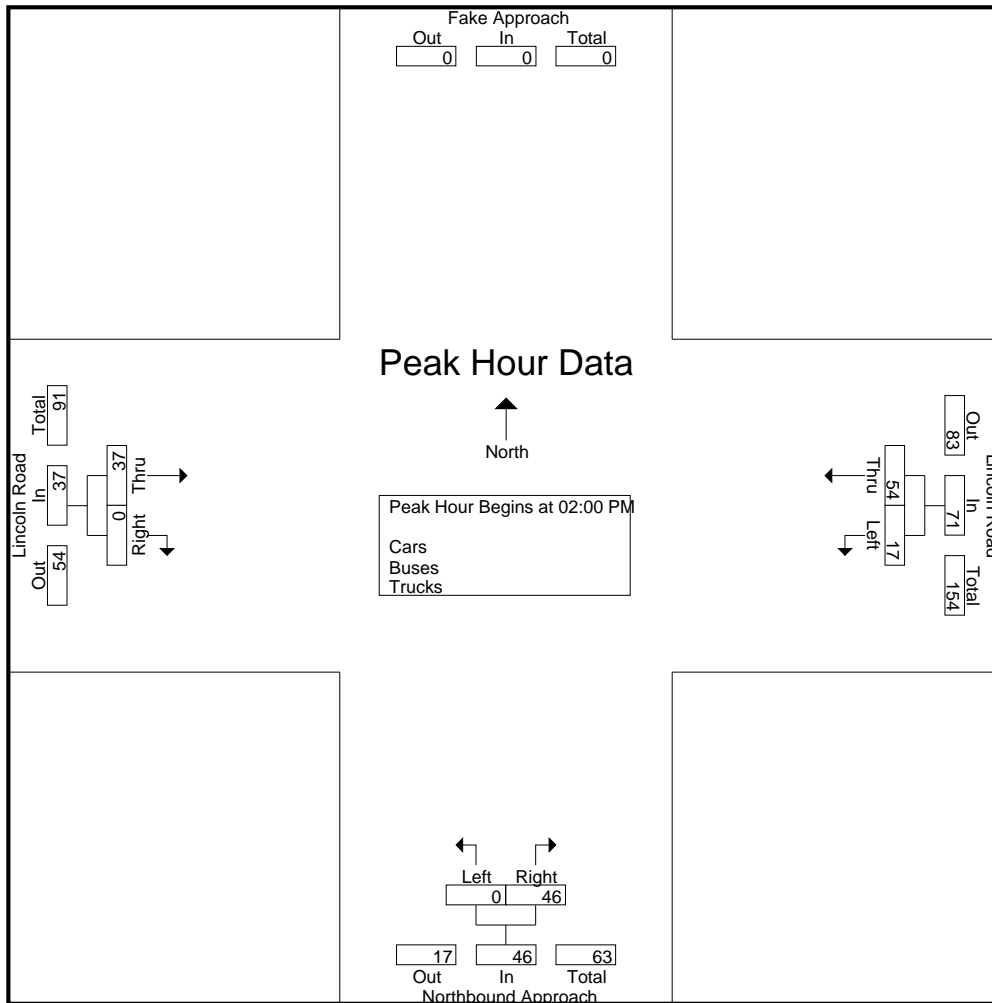 Fake Approach
Out In Total
0 0 0
Peak Hour Data
North
Peak Hour Begins at 02:00 PM
Cars
Buses
Trucks
Lincoln Road
Out In Total
54 37 91
Right Thru
0 37
Lincoln Road
Out In Total
83 71 154
Thru Left
54 17
Left Right
0 46
17 46 63
Out In Total
Northbound Approach